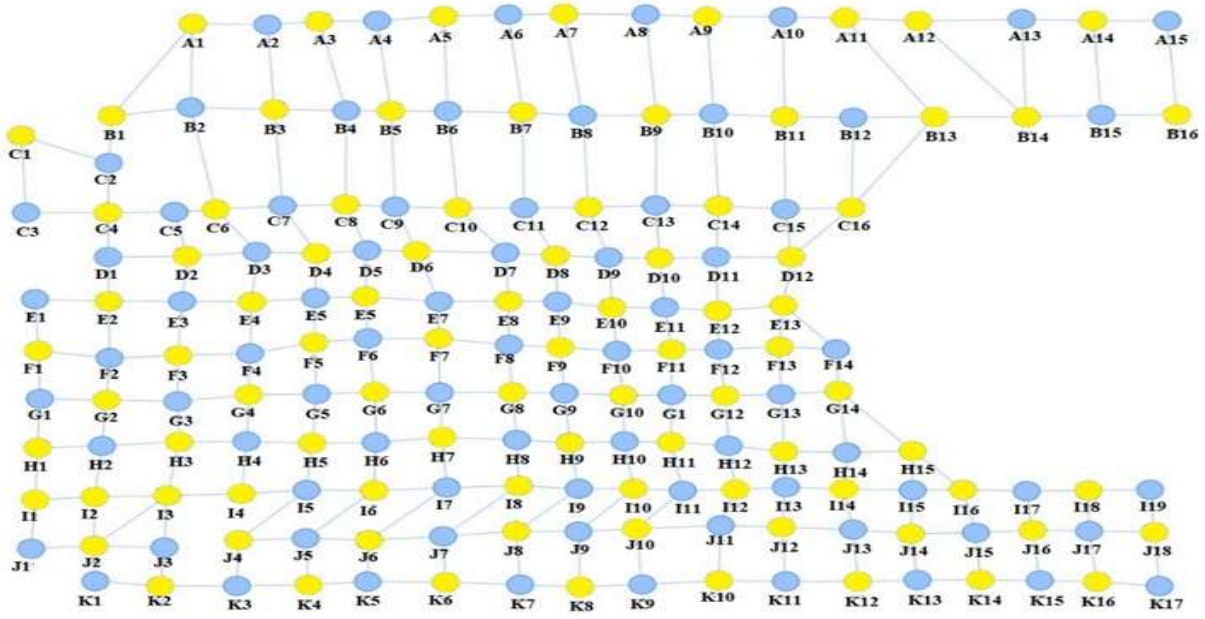 A1 A2 A3 A4 A5 A6 A7 A8 A9 A10 A11 A12 A13 A14 A15
B1 B2 B3 B4 B5 B6 B7 B8 B9 B10 B11 B12 B13 B14 B15 B16
C1
C2
C3 C4 C5 C6 C7 C8 C9 C10 C11 C12 C13 C14 C15 C16
D1 D2 D3 D4 D5 D6 D7 D8 D9 D10 D11 D12
E1 E2 E3 E4 E5 E5 E7 E8 E9 E10 E11 E12 E13
F1 F2 F3 F4 F5 F6 F7 F8 F9 F10 F11 F12 F13 F14
G1 G2 G3 G4 G5 G6 G7 G8 G9 G10 G1 G12 G13 G14
H1 H2 H3 H4 H5 H6 H7 H8 H9 H10 H11 H12 H13 H14 H15
I1 I2 I3 I4 I5 I6 I7 I8 I9 I10 I11 I12 I13 I14 I15 I16 I17 I18 I19
J1 J2 J3 J4 J5 J6 J7 J8 J9 J10 J11 J12 J13 J14 J15 J16 J17 J18
K1 K2 K3 K4 K5 K6 K7 K8 K9 K10 K11 K12 K13 K14 K15 K16 K17